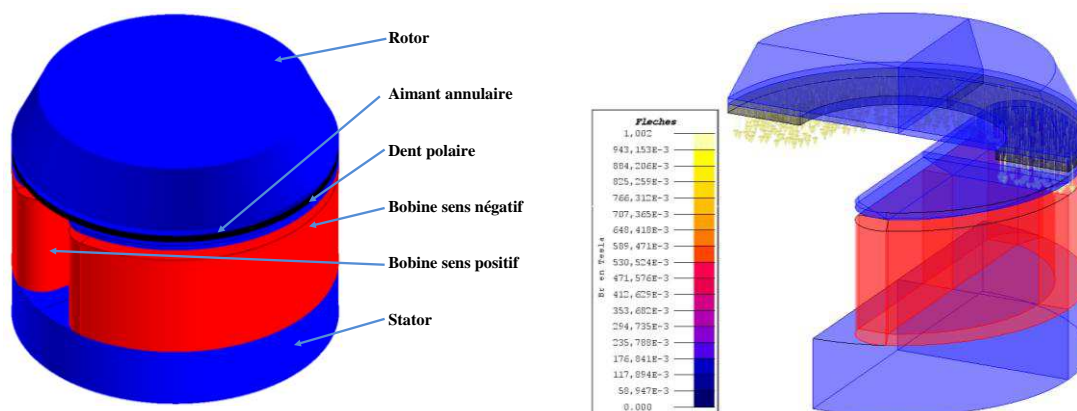 Rotor
Aimant annulaire
Dent polaire
Bobine sens négatif
Bobine sens positif
Stator
Fleches
Br en Tesla
1,002
943,153E-3
884,206E-3
825,259E-3
766,312E-3
707,365E-3
648,418E-3
589,471E-3
530,524E-3
471,576E-3
412,629E-3
353,682E-3
294,735E-3
235,788E-3
176,841E-3
117,894E-3
58,947E-3
0.000